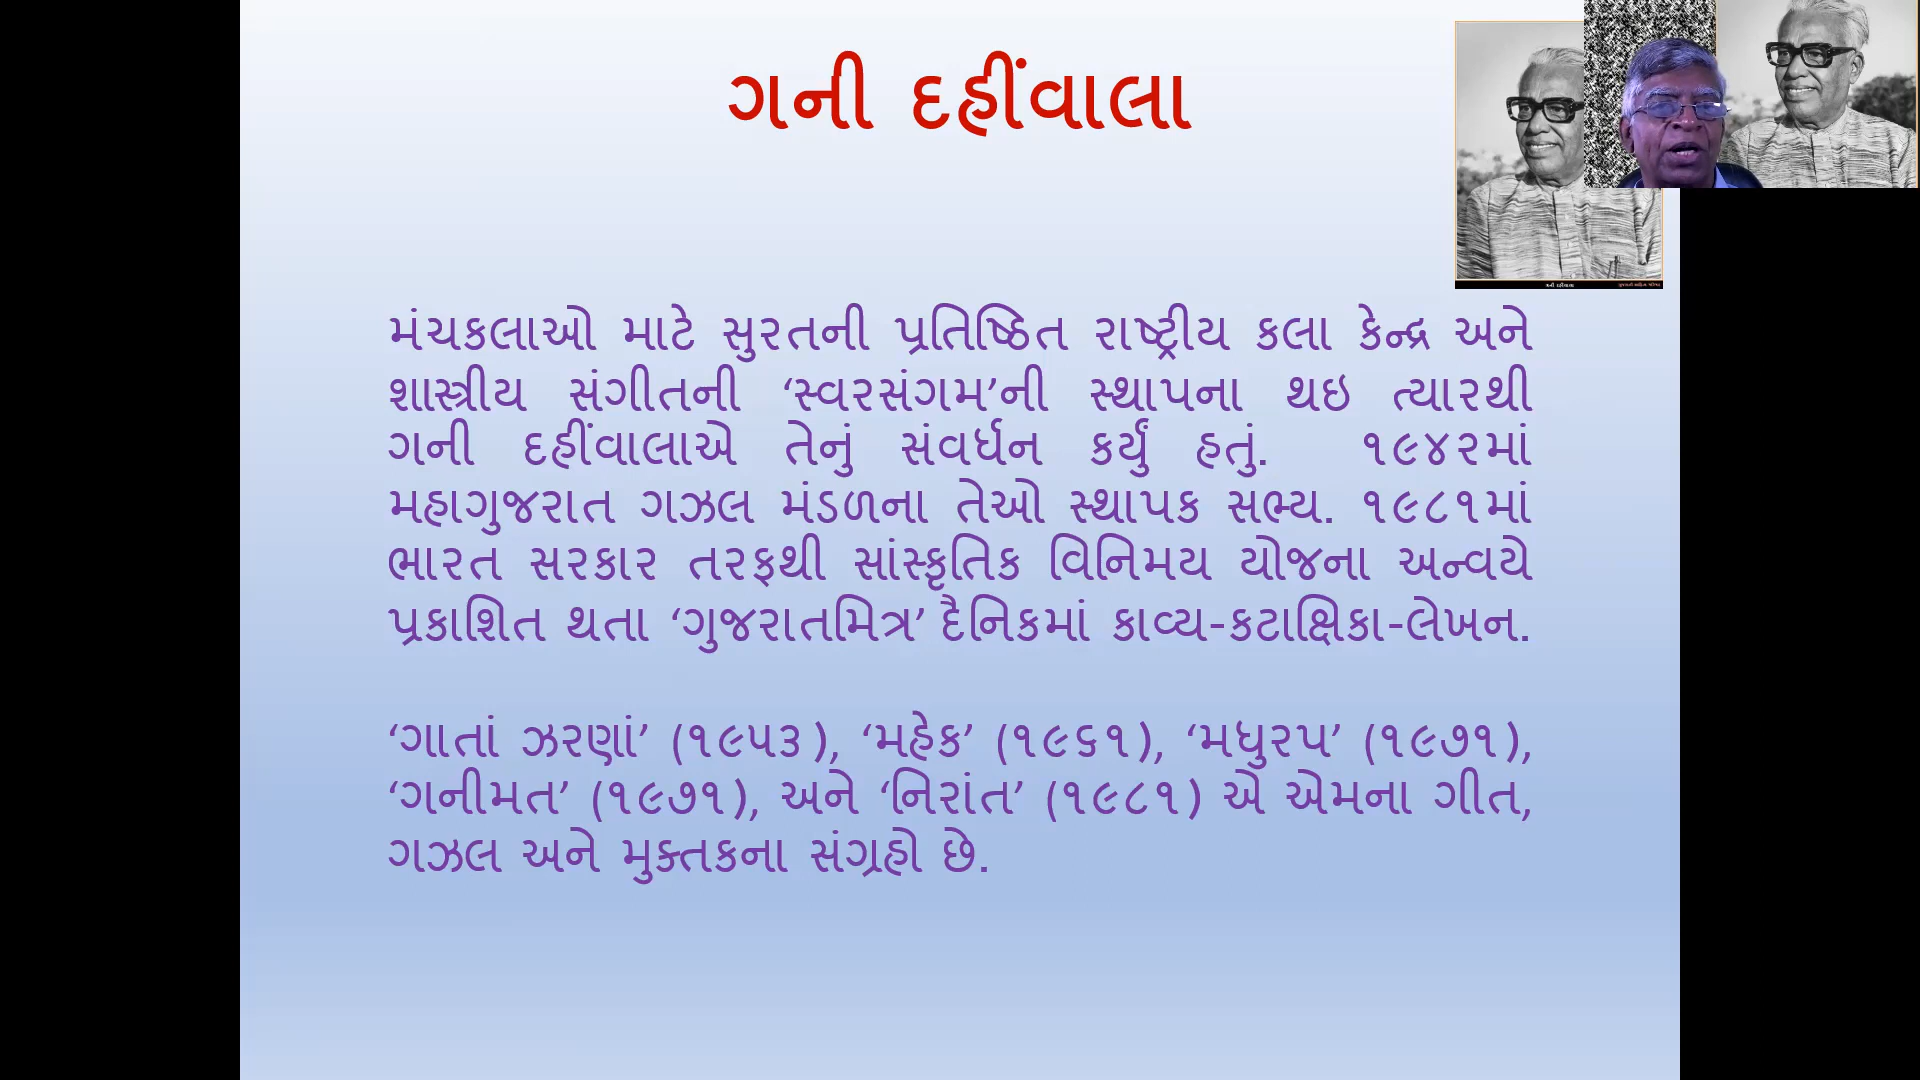 ગની દહીંવાલા
મંચકલાઓ માટે સુરતની પ્રતિષ્ઠિત રાષ્ટ્રીય કલા કેન્દ્ર અને
શાસ્ત્રીય સંગીતની ‘સ્વરસંગમ’ની સ્થાપના થઇ ત્યારથી
ગની દહીંવાલાએ તેનું સંવર્ધન કર્યું હતું. ૧૯૪૨માં
મહાગુજરાત ગઝલ મંડળના તેઓ સ્થાપક સભ્ય. ૧૯૮૧માં
ભારત સરકાર તરફથી સાંસ્કૃતિક વિનિમય યોજના અન્વયે
પ્રકાશિત થતા ‘ગુજરાતમિત્ર’ દૈનિકમાં કાવ્ય-કટાક્ષિકા-લેખન.
‘ગાતાં ઝરણાં’ (૧૯૫૩), ‘મહેક’ (૧૯૬૧), ‘મધુરપ’ (૧૯૭૧),
‘ગનીમત’ (૧૯૭૧), અને ‘નિરાંત’ (૧૯૮૧) એ એમના ગીત,
ગઝલ અને મુક્તકના સંગ્રહો છે.
ગની દહીંવાલા